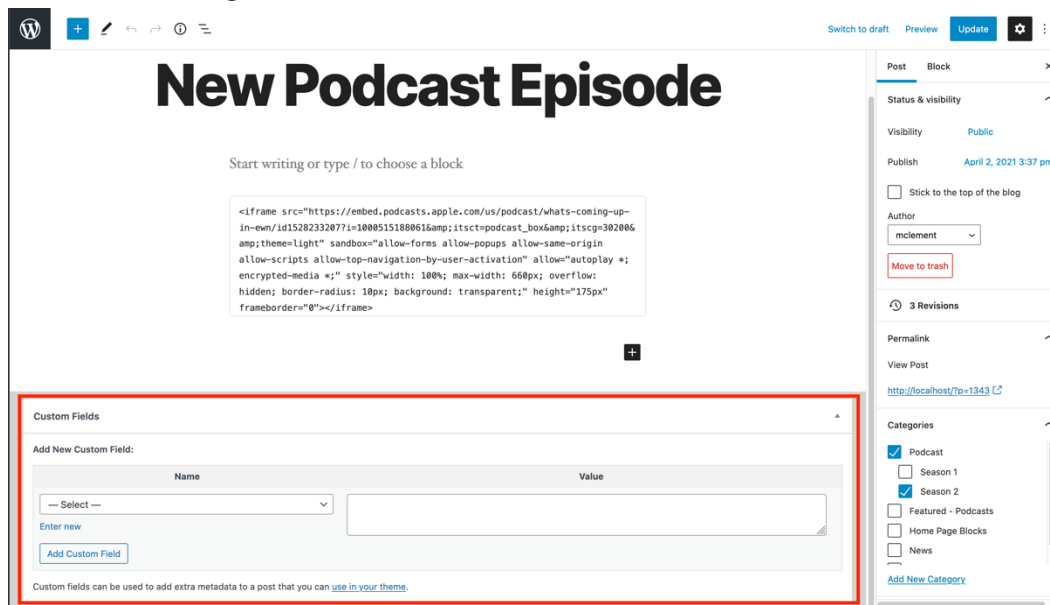 Switch to draft Preview Update
New Podcast Episode
Start writing or type / to choose a block
<iframe src="https://embed.podcasts.apple.com/us/podcast/whats-coming-up-
in-ewn/id1528233207?i=1000515188061&amp;itsct=podcast_box&amp;itscg=30200&
amp;theme=light" sandbox="allow-forms allow-popups allow-same-origin
allow-scripts allow-top-navigation-by-user-activation" allow="autoplay *;
encrypted-media *;" style="width: 100%; max-width: 660px; overflow:
hidden; border-radius: 10px; background: transparent;" height="175px"
frameborder="0"></iframe>
Custom Fields
Add New Custom Field:
Name Value
— Select —
Enter new
Add Custom Field
Custom fields can be used to add extra metadata to a post that you can use in your theme.
Post Block
Status & visibility
Visibility Public
Publish April 2, 2021 3:37 pm
Stick to the top of the blog
Author
mclement
Move to trash
3 Revisions
Permalink
View Post
http://localhost/?p=1343
Categories
Podcast
Season 1
Season 2
Featured - Podcasts
Home Page Blocks
News
Add New Category